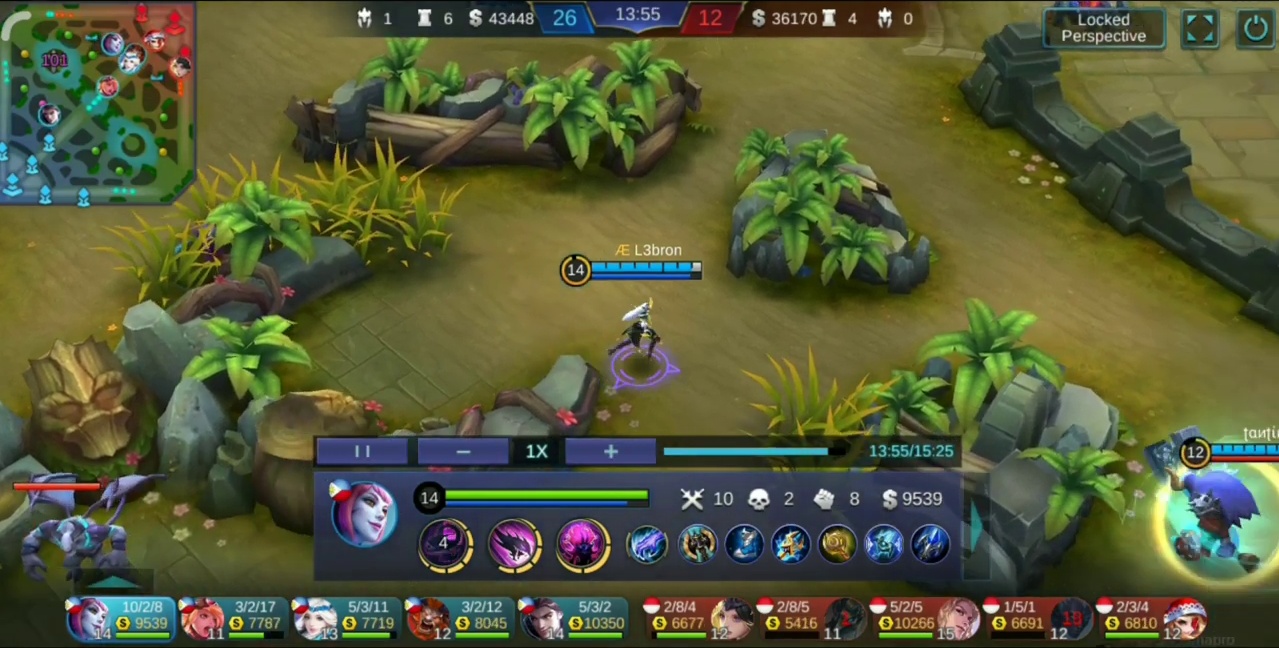 1 6 $ 43448 26 13:55 12 $ 36170 4 0
Locked
Perspective
101
14 Æ L3bron
1X 13:55/15:25
12
14 10 2 8 $ 9539
4
10/2/8 3/2/17 5/3/11 3/2/12 5/3/2 2/8/4 2/8/5 5/2/5 1/5/1 2/3/4
9539 7787 7719 8045 10350 6677 5416 10266 6691 6810
14 11 13 12 14 12 11 15 12 12